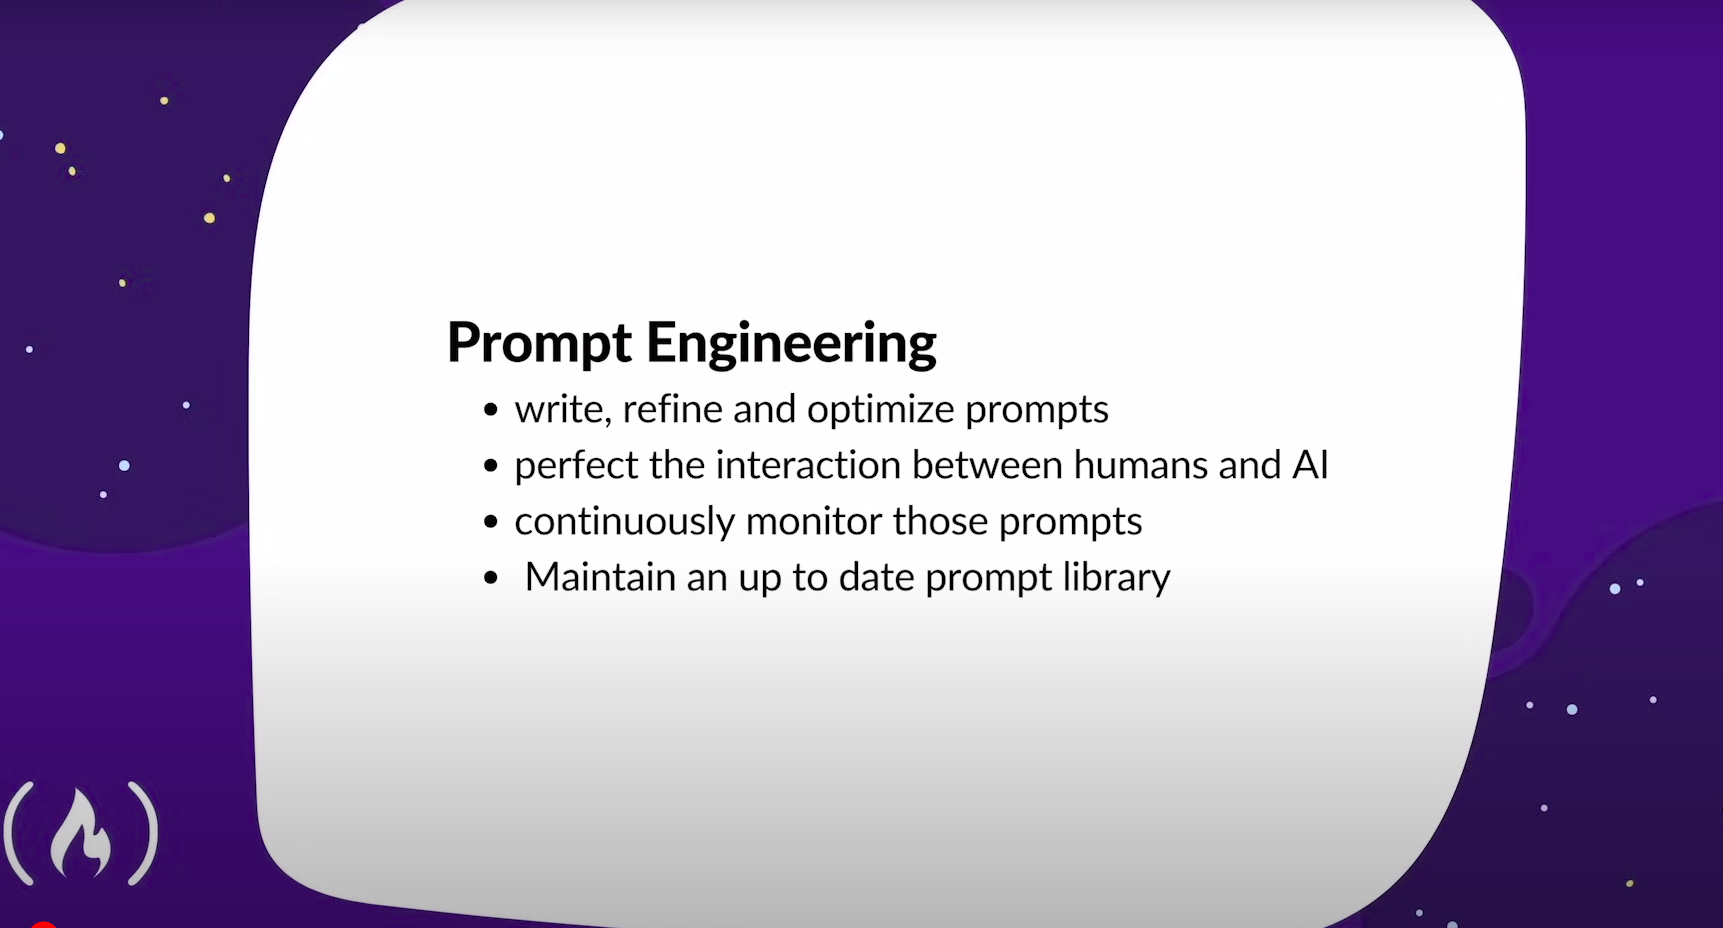 Prompt Engineering
• write, refine and optimize prompts
• perfect the interaction between humans and AI
• continuously monitor those prompts
• Maintain an up to date prompt library